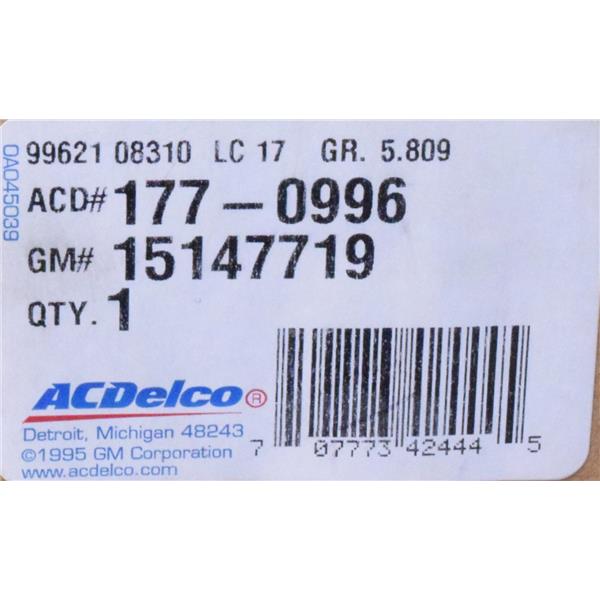 99621 08310 LC 17 GR. 5.809
ACD# 177-0996
GM# 15147719
QTY. 1
0A045039
ACDelco®
Detroit, Michigan 48243
©1995 GM Corporation
www.acdelco.com
7 07773 42444 5